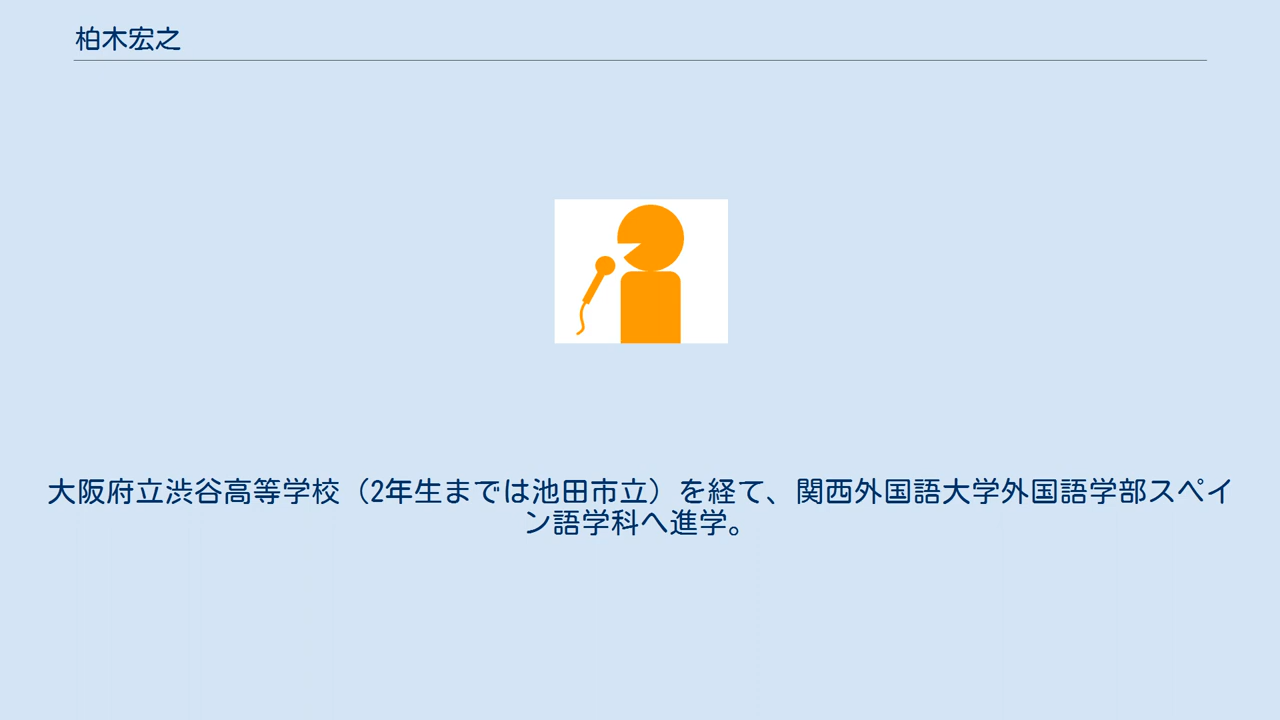 柏木宏之
大阪府立渋谷高等学校（2年生までは池田市立）を経て、関西外国語大学外国語学部スペイ
ン語学科へ進学。